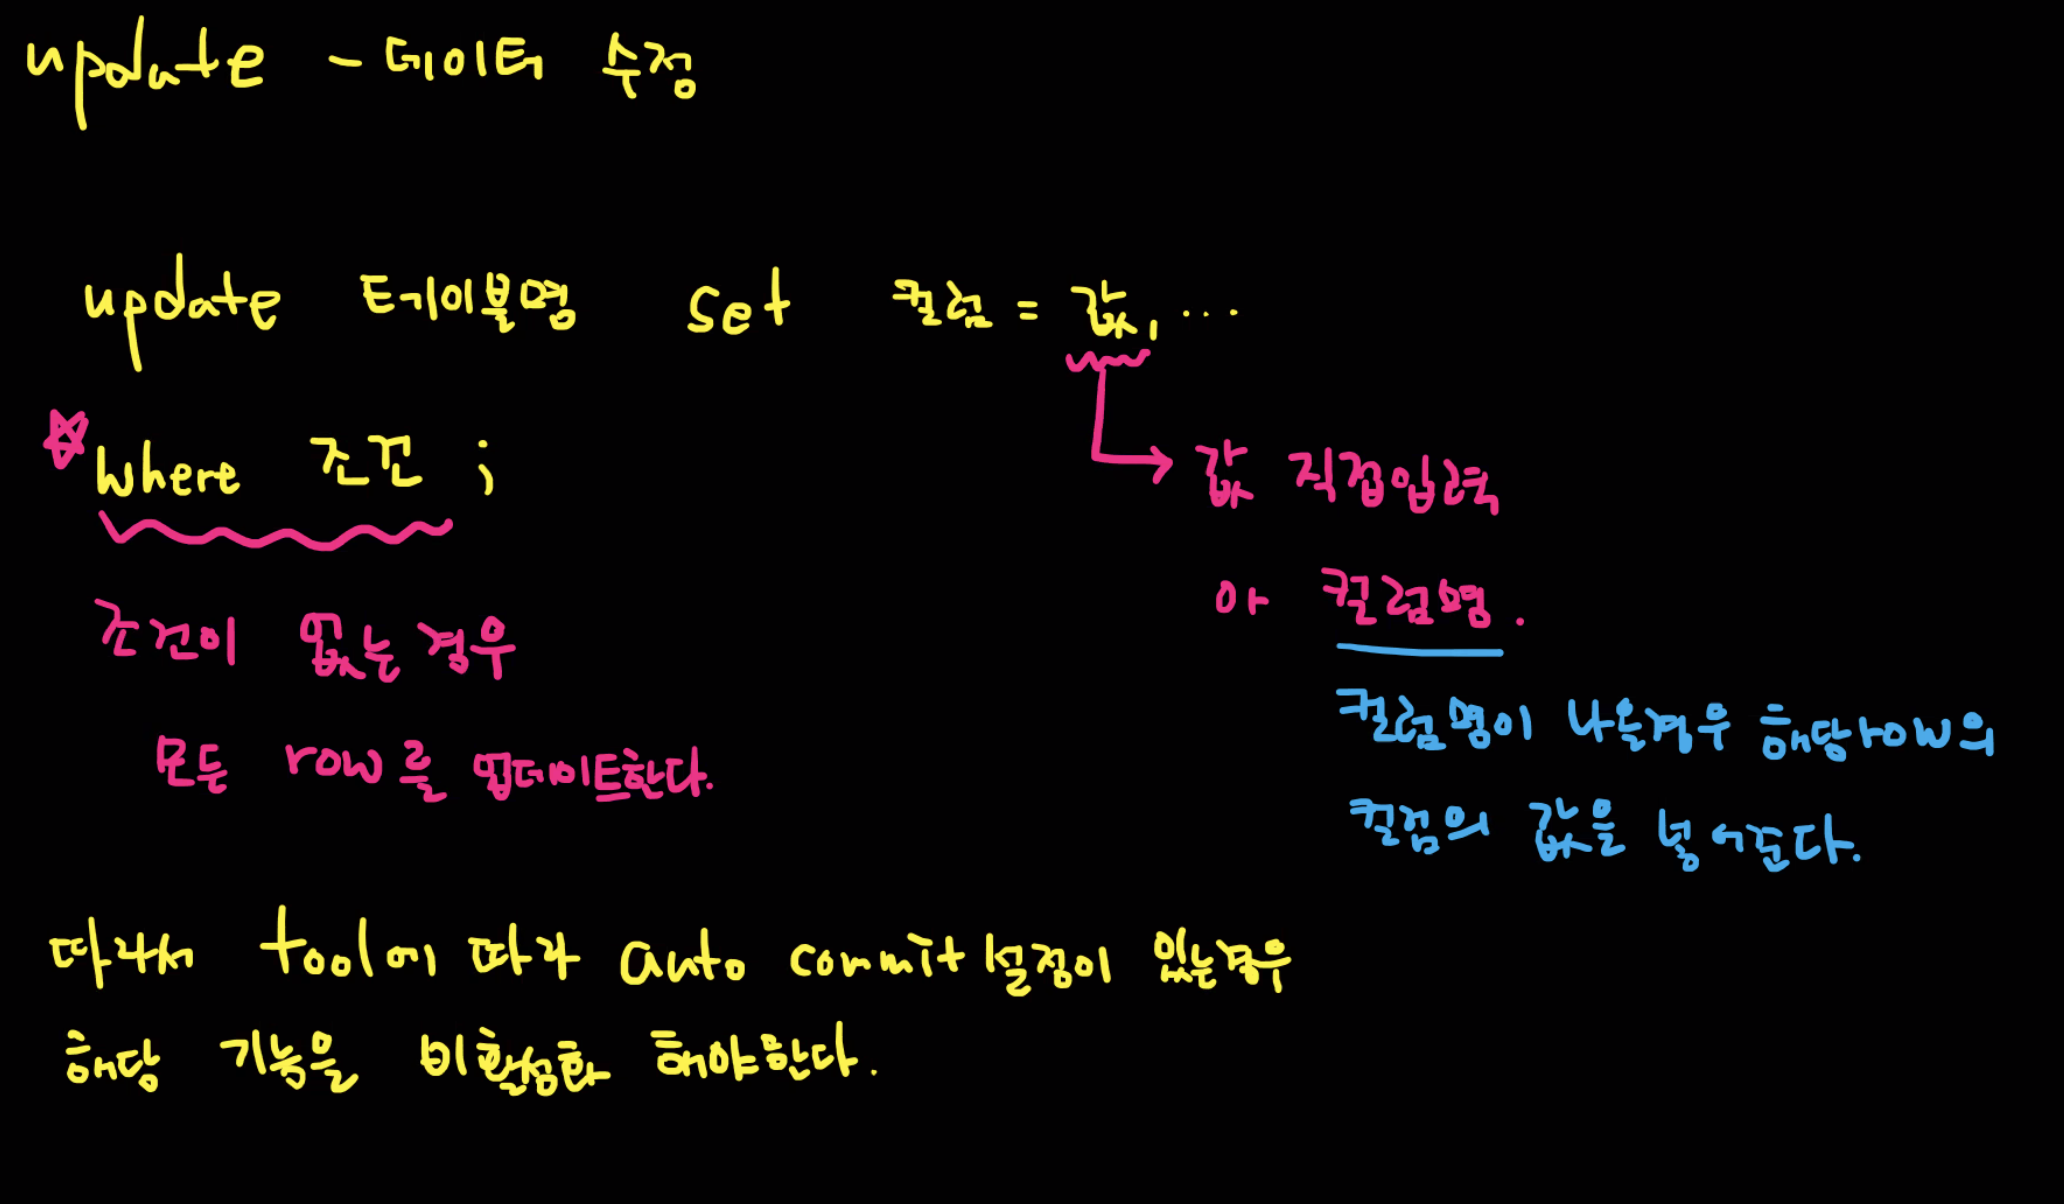 update - 데이터 수정
update 테이블명 set 컬럼 = 값, ...
where 조건 ;
값 직접입력
조건이 없는 경우
아 컬럼명.
모든 row를 업데이트한다.
컬럼명이 나올경우 해당row의
컬럼의 값을 넣어준다.
따라서 tool에 따라 auto commit 설정이 있는경우
해당 기능을 비활성화 해야한다.